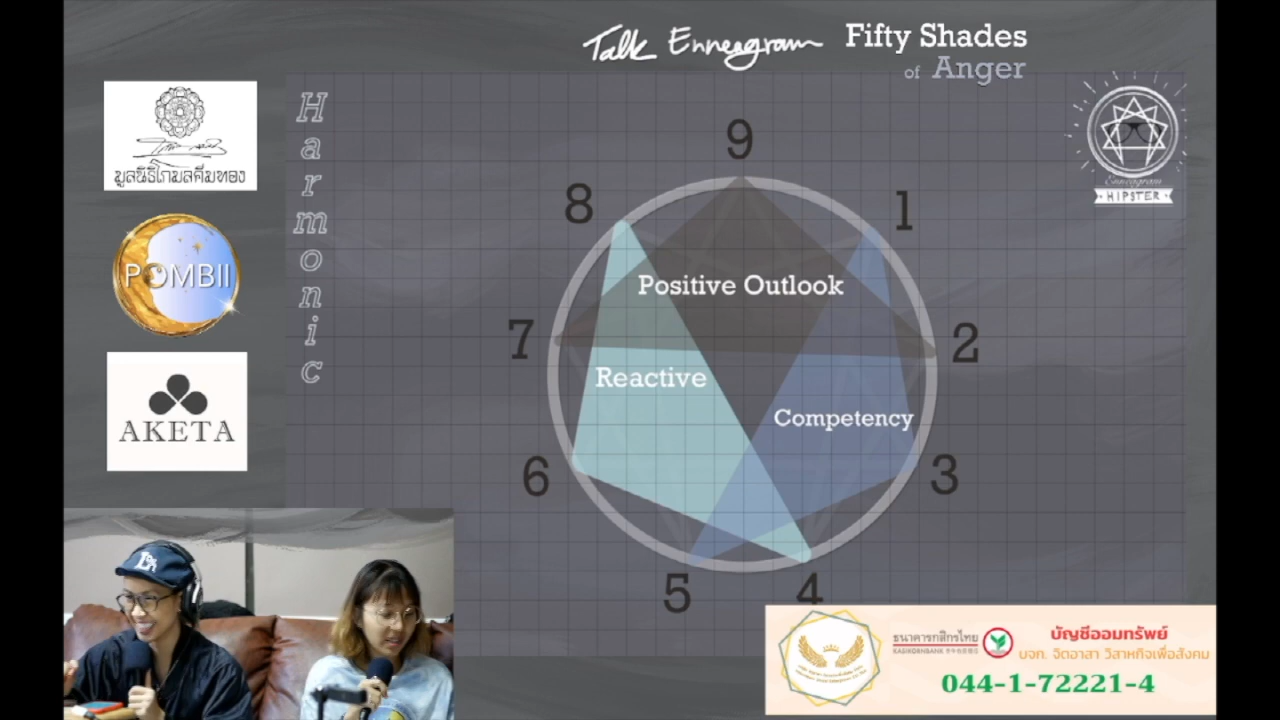 Talk Enneagram
Fifty Shades
of Anger
Harmonic
มูลนิธิโกมลคีมทอง
POMBII
AKETA
Enneagram
HIPSTER
9
8
1
Positive Outlook
7
2
Reactive
Competency
6
3
5
4
ธนาคารกสิกรไทย
KASIKORNBANK
บัญชีออมทรัพย์
บจก. จิตอาสา วิสาหกิจเพื่อสังคม
044-1-72221-4